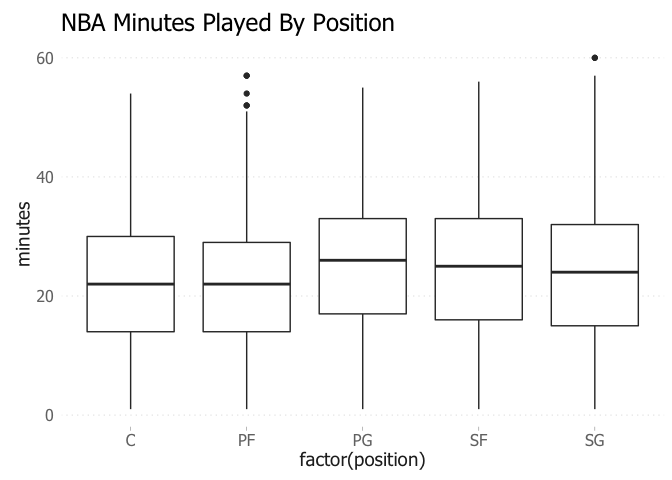 NBA Minutes Played By Position
60
40
20
0
minutes
C PF PG SF SG
factor(position)